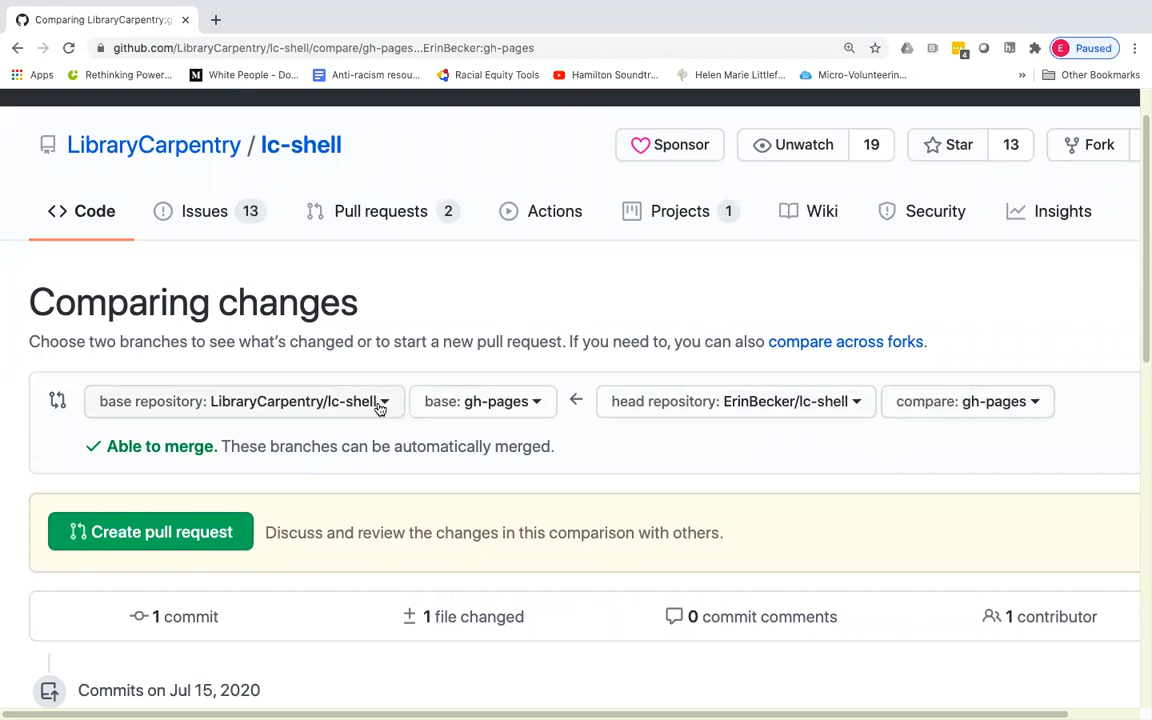 Comparing LibraryCarpentry:g
github.com/LibraryCarpentry/lc-shell/compare/gh-pages...ErinBecker:gh-pages
4
E Paused
Apps Rethinking Power... White People - Do... Anti-racism resou... Racial Equity Tools Hamilton Soundtr... Helen Marie Littlef... Micro-Volunteerin... » Other Bookmarks
LibraryCarpentry / lc-shell Sponsor Unwatch 19 Star 13 Fork
Code Issues 13 Pull requests 2 Actions Projects 1 Wiki Security Insights
Comparing changes
Choose two branches to see what's changed or to start a new pull request. If you need to, you can also compare across forks.
base repository: LibraryCarpentry/lc-shell base: gh-pages ← head repository: ErinBecker/lc-shell compare: gh-pages
Able to merge. These branches can be automatically merged.
Create pull request Discuss and review the changes in this comparison with others.
1 commit 1 file changed 0 commit comments 1 contributor
Commits on Jul 15, 2020